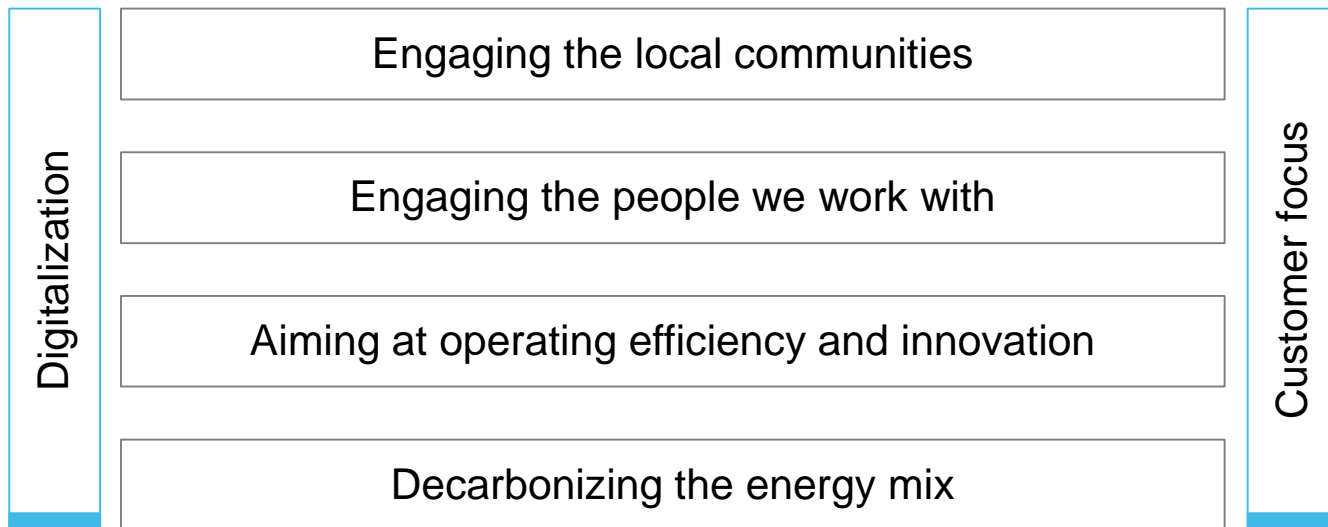 Digitalization
Engaging the local communities
Engaging the people we work with
Aiming at operating efficiency and innovation
Decarbonizing the energy mix
Customer focus